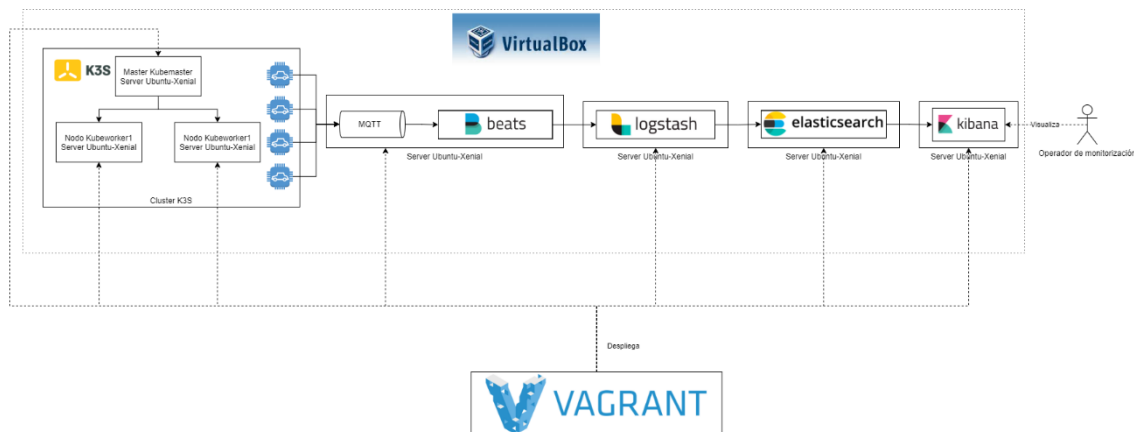 VirtualBox
K3S
Master Kubemaster
Server Ubuntu-Xenial
Nodo Kubeworker1
Server Ubuntu-Xenial
Nodo Kubeworker1
Server Ubuntu-Xenial
Cluster K3S
MQTT
beats
Server Ubuntu-Xenial
logstash
Server Ubuntu-Xenial
elasticsearch
Server Ubuntu-Xenial
kibana
Server Ubuntu-Xenial
Visualiza
Operador de monitorización
Despliega
VAGRANT